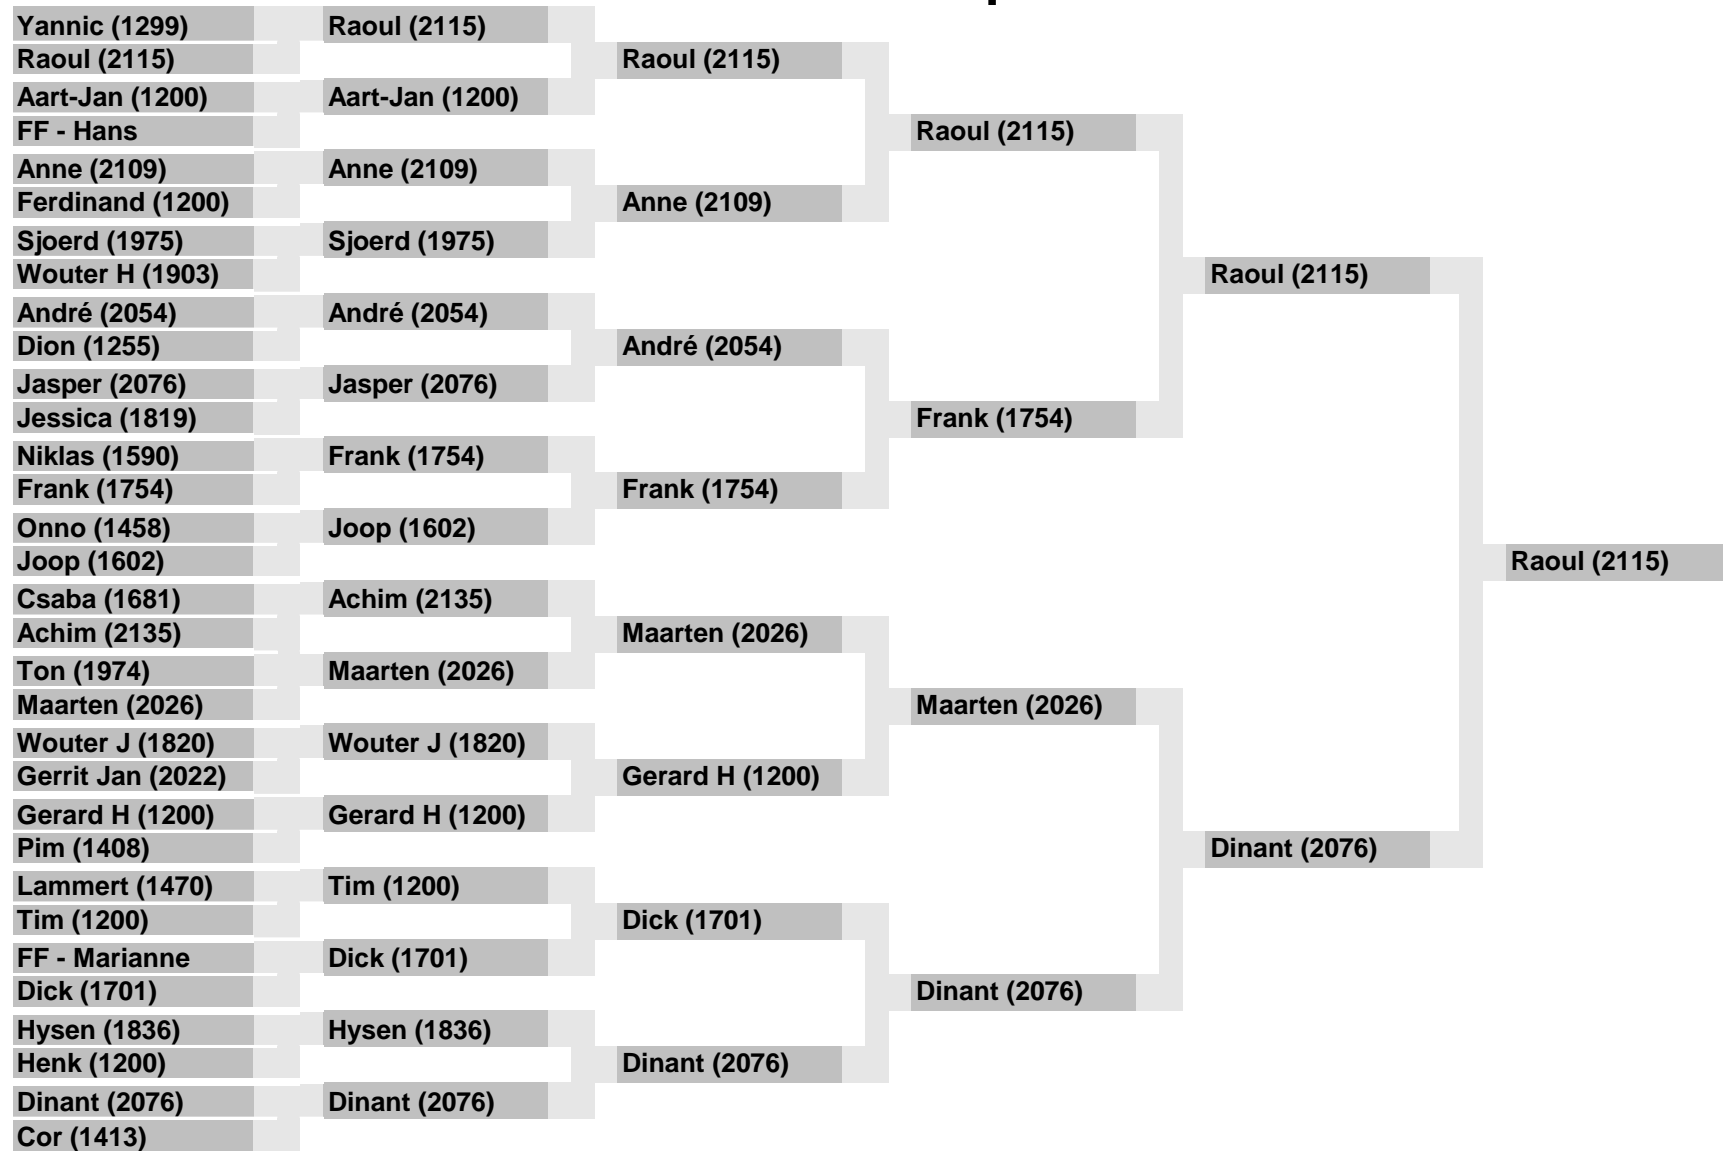 Yannic (1299)
Raoul (2115)
Aart-Jan (1200)
FF - Hans
Anne (2109)
Ferdinand (1200)
Sjoerd (1975)
Wouter H (1903)
André (2054)
Dion (1255)
Jasper (2076)
Jessica (1819)
Niklas (1590)
Frank (1754)
Onno (1458)
Joop (1602)
Csaba (1681)
Achim (2135)
Ton (1974)
Maarten (2026)
Wouter J (1820)
Gerrit Jan (2022)
Gerard H (1200)
Pim (1408)
Lammert (1470)
Tim (1200)
FF - Marianne
Dick (1701)
Hysen (1836)
Henk (1200)
Dinant (2076)
Cor (1413)
Raoul (2115)
Aart-Jan (1200)
Anne (2109)
Sjoerd (1975)
André (2054)
Jasper (2076)
Frank (1754)
Joop (1602)
Achim (2135)
Maarten (2026)
Wouter J (1820)
Gerard H (1200)
Tim (1200)
Dick (1701)
Hysen (1836)
Dinant (2076)
Raoul (2115)
Anne (2109)
André (2054)
Frank (1754)
Maarten (2026)
Gerard H (1200)
Dick (1701)
Dinant (2076)
Raoul (2115)
Frank (1754)
Maarten (2026)
Dinant (2076)
Raoul (2115)
Dinant (2076)
Raoul (2115)